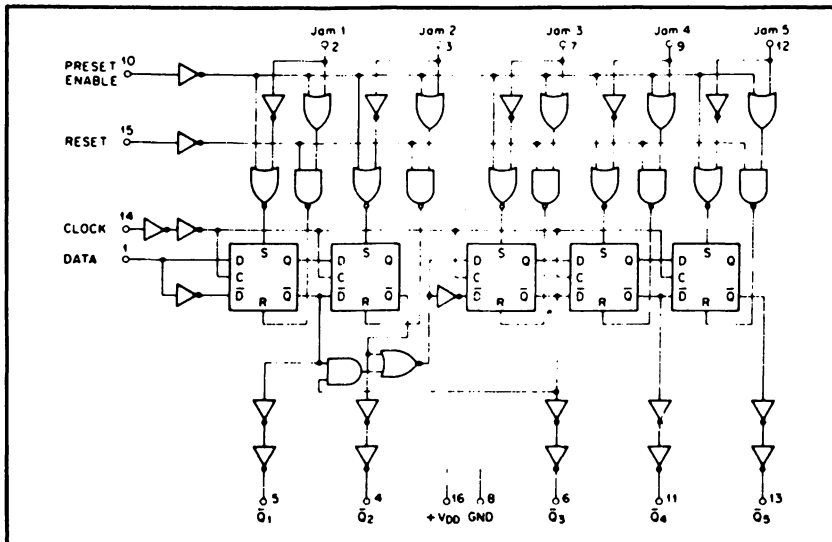 Jam 1 Jam 2 Jam 3 Jam 4 Jam 5
2 3 7 9 12
PRESET 10
ENABLE
RESET 15
CLOCK 14
DATA 1
S S S S S
D Q D Q D Q D Q D Q
C C C C C
D̄ Q̄ D̄ Q̄ D̄ Q̄ D̄ Q̄ D̄ Q̄
R R R R R
5 4 16 8 6 11 13
Q̄1 Q̄2 +VDD GND Q̄3 Q̄4 Q̄5